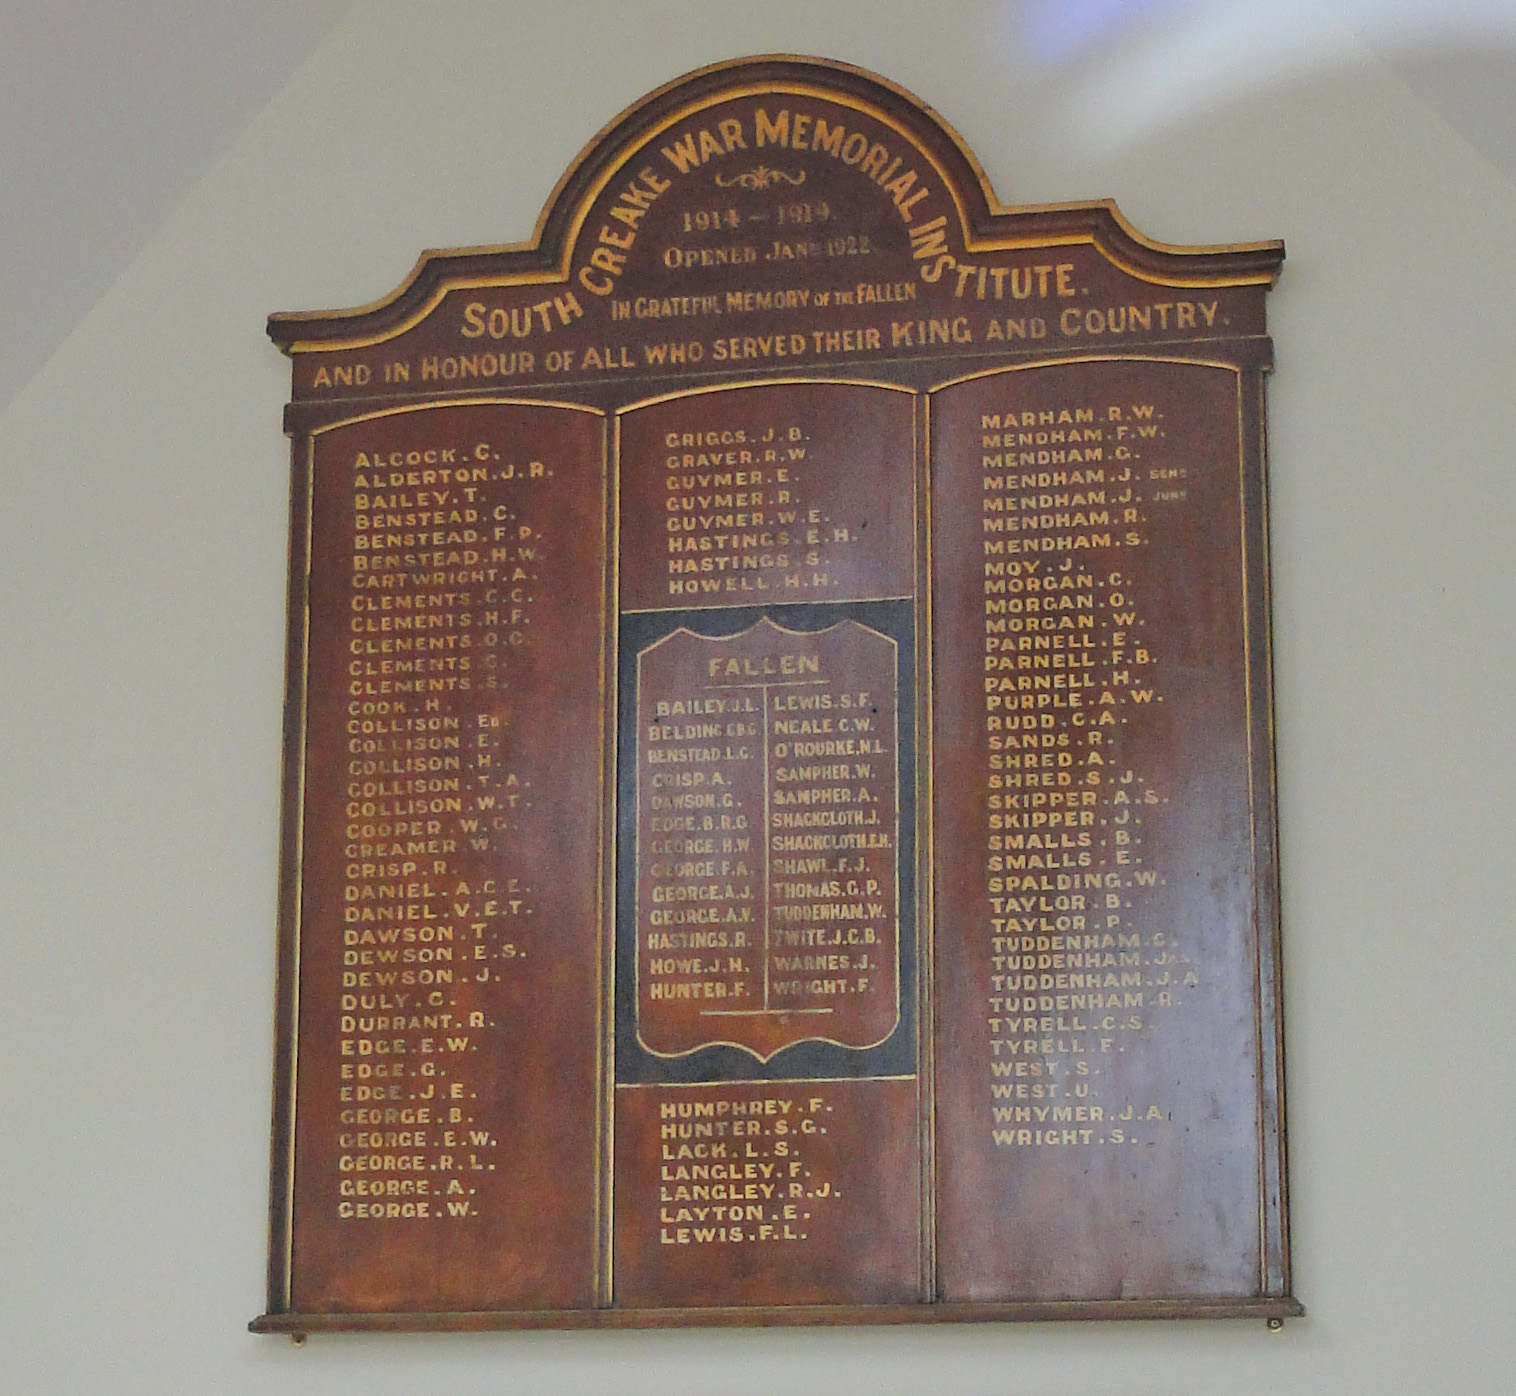 SOUTH CREAKE WAR MEMORIAL INSTITUTE.
1914 – 1919.
OPENED JANY 1922.
IN GRATEFUL MEMORY OF THE FALLEN
AND IN HONOUR OF ALL WHO SERVED THEIR KING AND COUNTRY.
ALCOCK.G.
ALDERTON.J.R.
BAILEY.T.
BENSTEAD.C.
BENSTEAD.F.P.
BENSTEAD.H.W.
CARTWRIGHT.A.
CLEMENTS.C.C.
CLEMENTS.H.F.
CLEMENTS.O.C.
CLEMENTS.C.
CLEMENTS.S.
COOK.H.
COLLISON.ED.
COLLISON.E.
COLLISON.H.
COLLISON.T.A.
COLLISON.W.T.
COOPER.W.G.
CREAMER.W.
CRISP.R.
DANIEL.A.C.E.
DANIEL.V.E.T.
DAWSON.T.
DEWSON.E.S.
DEWSON.J.
DULY.C.
DURRANT.R.
EDGE.E.W.
EDGE.G.
EDGE.J.E.
GEORGE.B.
GEORGE.E.W.
GEORGE.R.L.
GEORGE.A.
GEORGE.W.
GRIGGS.J.B.
GRAVER.R.W.
GUYMER.E.
GUYMER.R.
GUYMER.W.E.
HASTINGS.E.H.
HASTINGS.S.
HOWELL.H.H.
FALLEN
BAILEY.J.L.
BELDING.E.B.G.
BENSTEAD.L.G.
CRISP.A.
DAWSON.G.
EDGE.B.R.G
GEORGE.H.W
GEORGE.F.A.
GEORGE.A.J.
GEORGE.A.V.
HASTINGS.R.
HOWE.J.H.
HUNTER.F.
LEWIS.S.F.
NEALE C.W.
O'ROURKE.N.L.
SAMPHER.W.
SAMPHER.A.
SHACKCLOTH.J.
SHACKCLOTH.E.H.
SHAWL.F.J.
THOMAS.G.P.
TUDDENHAM.W.
TWITE.J.C.B.
WARNES.J.
WRIGHT.F.
HUMPHREY.F.
HUNTER.S.G.
LACK.L.S.
LANGLEY.F.
LANGLEY.R.J.
LAYTON.E.
LEWIS.F.L.
MARHAM.R.W.
MENDHAM.F.W.
MENDHAM.G.
MENDHAM.J. SENR
MENDHAM.J. JUNR
MENDHAM.R.
MENDHAM.S.
MOY.J.
MORGAN.C.
MORGAN.O.
MORGAN.W.
PARNELL.E.
PARNELL.F.B.
PARNELL.H.
PURPLE.A.W.
RUDD.C.A.
SANDS.R.
SHRED.A.
SHRED.S.J.
SKIPPER.A.S.
SKIPPER.J.
SMALLS.B.
SMALLS.E.
SPALDING.W.
TAYLOR.B.
TAYLOR.P.
TUDDENHAM.C.
TUDDENHAM.JAS.
TUDDENHAM.J.A
TUDDENHAM.R.
TYRELL.C.S.
TYRELL.F.
WEST.S.
WEST.U.
WHYMER.J.A.
WRIGHT.S.